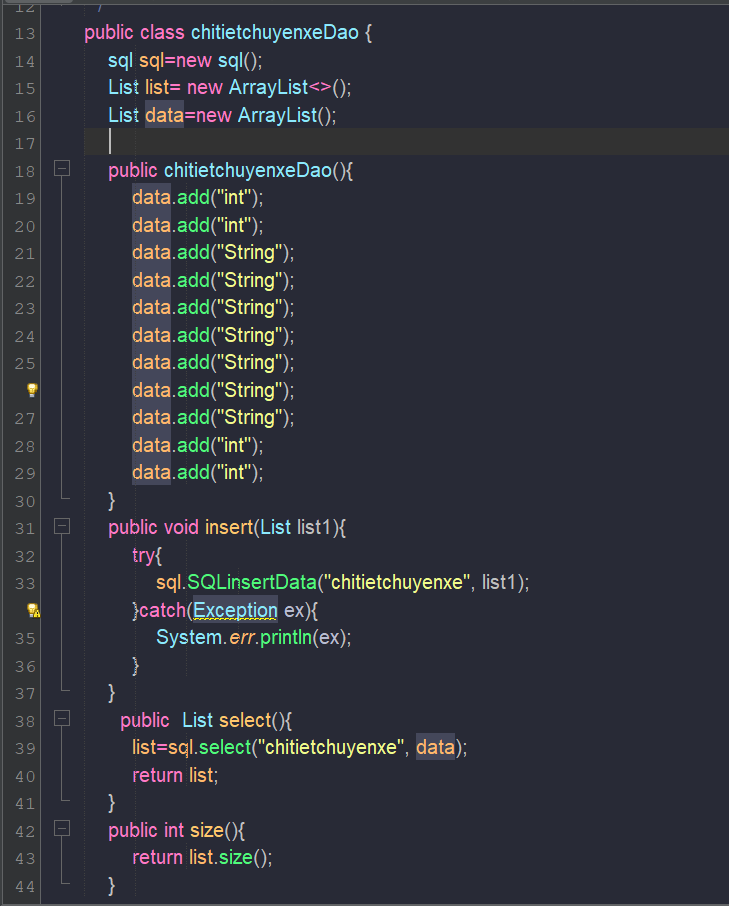 12 /
13 public class chitietchuyenxeDao {
14 sql sql=new sql();
15 List list= new ArrayList<>();
16 List data=new ArrayList();
17
18 public chitietchuyenxeDao(){
19 data.add("int");
20 data.add("int");
21 data.add("String");
22 data.add("String");
23 data.add("String");
24 data.add("String");
25 data.add("String");
data.add("String");
27 data.add("String");
28 data.add("int");
29 data.add("int");
30 }
31 public void insert(List list1){
32 try{
33 sql.SQLinsertData("chitietchuyenxe", list1);
}catch(Exception ex){
35 System.err.println(ex);
36 }
37 }
38 public  List select(){
39 list=sql.select("chitietchuyenxe", data);
40 return list;
41 }
42 public int size(){
43 return list.size();
44 }